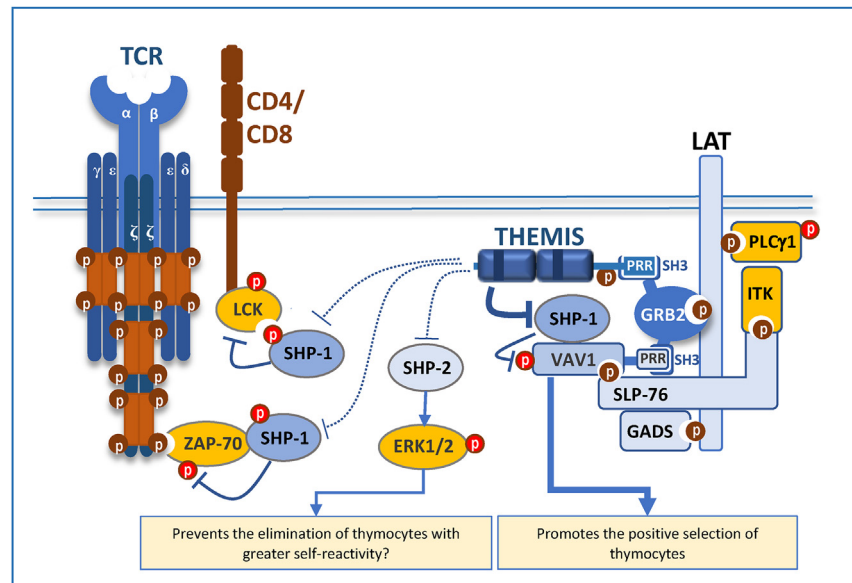 TCR
α β
CD4/
CD8
LAT
γ ε
ε δ
ζ ζ
THEMIS
PRR SH3
p PLCγ1 p
p p p p
p
p
ITK
LCK
GRB2 p
p p p p
p
SHP-1
p
SHP-1
p VAV1
PRR SH3
SHP-2
p
p p
SLP-76
p p
p
GADS p
p p
ZAP-70
SHP-1
ERK1/2 p
p
Prevents the elimination of thymocytes with
greater self-reactivity?
Promotes the positive selection of
thymocytes